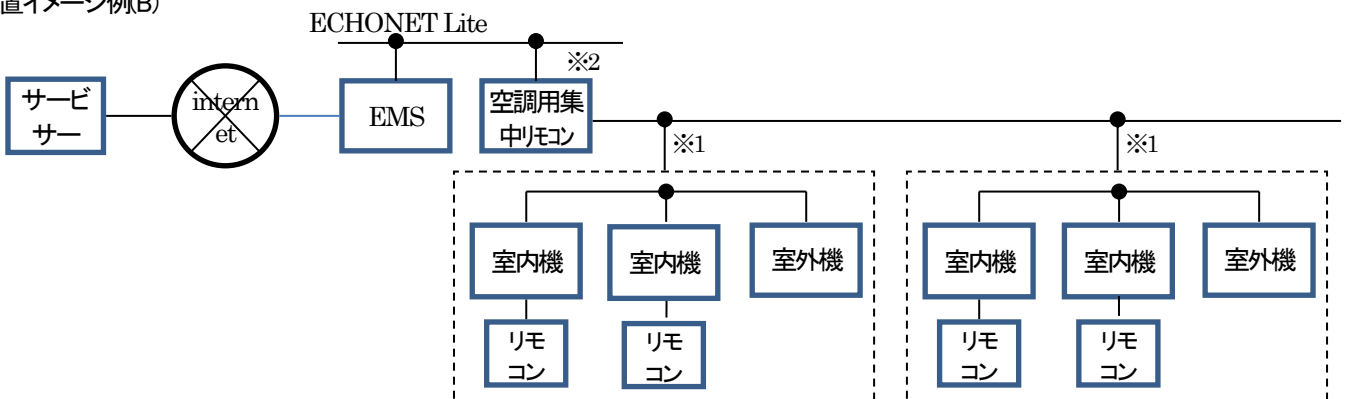 置イメージ例(B)
ECHONET Lite
※2
サービ
サー
intern
et
EMS
空調用集
中リモコン
※1
※1
室内機
室内機
室外機
室内機
室内機
室外機
リモ
コン
リモ
コン
リモ
コン
リモ
コン